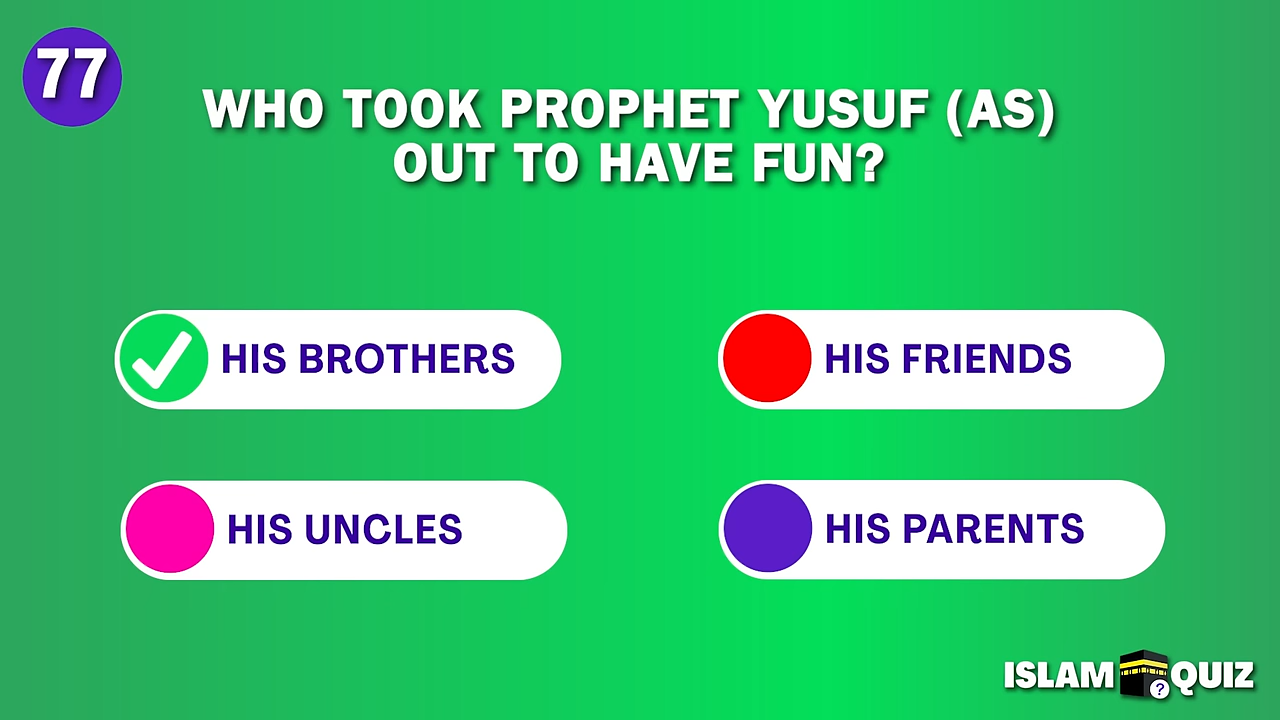 77
WHO TOOK PROPHET YUSUF (AS)
OUT TO HAVE FUN?
HIS BROTHERS
HIS FRIENDS
HIS UNCLES
HIS PARENTS
ISLAM ? QUIZ